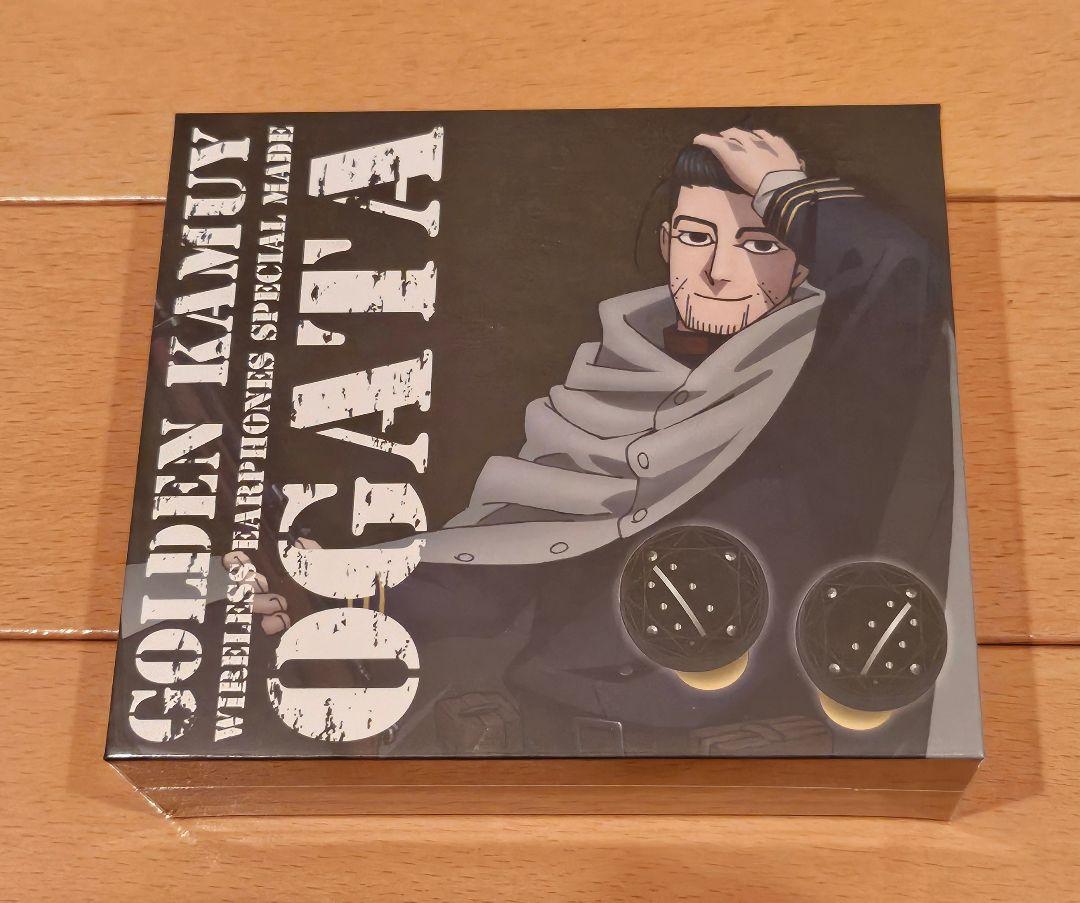 GOLDEN KAMUY
WIRELESS EARPHONES SPECIAL MADE
OGATA